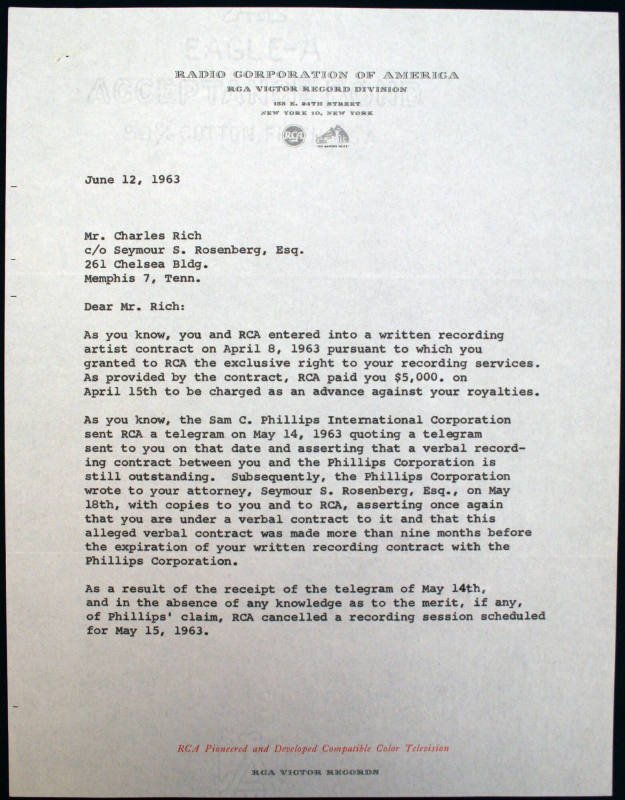 EAGLE-A
ACCEPTANCE BOND
RADIO CORPORATION OF AMERICA
RCA VICTOR RECORD DIVISION
155 E. 24TH STREET
NEW YORK 10, NEW YORK
RCA
"HIS MASTER'S VOICE"
June 12, 1963
Mr. Charles Rich
c/o Seymour S. Rosenberg, Esq.
261 Chelsea Bldg.
Memphis 7, Tenn.
Dear Mr. Rich:
As you know, you and RCA entered into a written recording
artist contract on April 8, 1963 pursuant to which you
granted to RCA the exclusive right to your recording services.
As provided by the contract, RCA paid you $5,000. on
April 15th to be charged as an advance against your royalties.
As you know, the Sam C. Phillips International Corporation
sent RCA a telegram on May 14, 1963 quoting a telegram
sent to you on that date and asserting that a verbal record-
ing contract between you and the Phillips Corporation is
still outstanding. Subsequently, the Phillips Corporation
wrote to your attorney, Seymour S. Rosenberg, Esq., on May
18th, with copies to you and to RCA, asserting once again
that you are under a verbal contract to it and that this
alleged verbal contract was made more than nine months before
the expiration of your written recording contract with the
Phillips Corporation.
As a result of the receipt of the telegram of May 14th,
and in the absence of any knowledge as to the merit, if any,
of Phillips' claim, RCA cancelled a recording session scheduled
for May 15, 1963.
RCA Pioneered and Developed Compatible Color Television
RCA VICTOR RECORDS